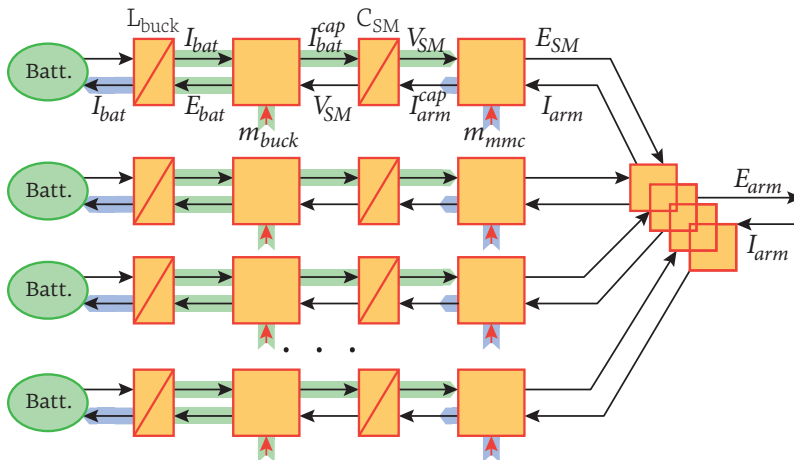 L_buck I_bat I_bat^cap C_SM V_SM E_SM
Batt.
I_bat E_bat V_SM I_arm^cap I_arm
m_buck m_mmc
Batt.
E_arm
I_arm
Batt.
. . .
Batt.